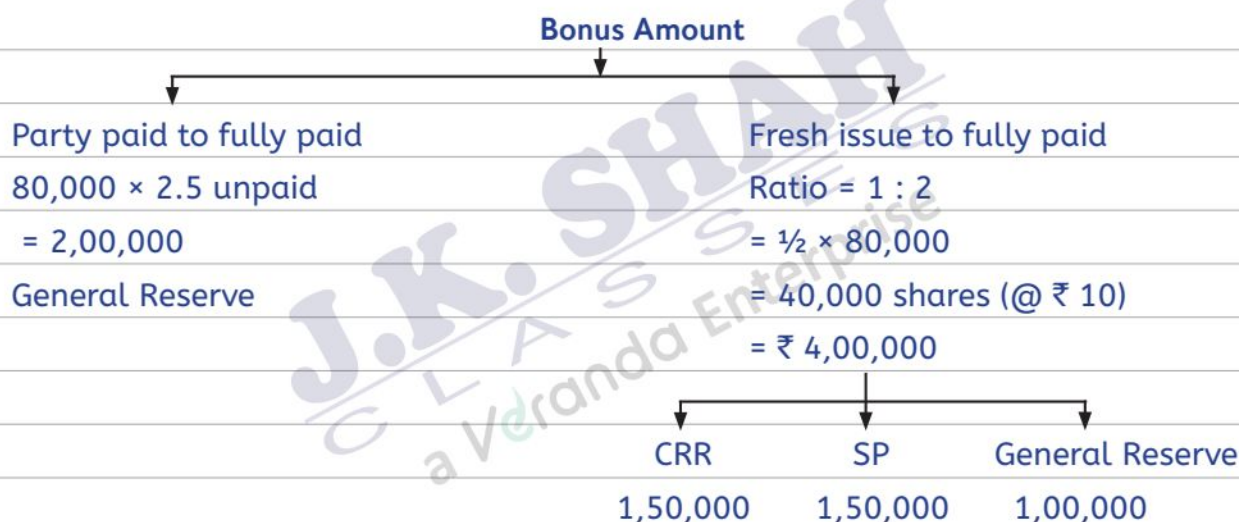 Bonus Amount
Party paid to fully paid
Fresh issue to fully paid
80,000 × 2.5 unpaid
Ratio = 1 : 2
= 2,00,000
= ½ × 80,000
General Reserve
= 40,000 shares (@ ₹ 10)
= ₹ 4,00,000
CRR SP General Reserve
1,50,000 1,50,000 1,00,000
J.K. SHAH
CLASSES
a Veranda Enterprise